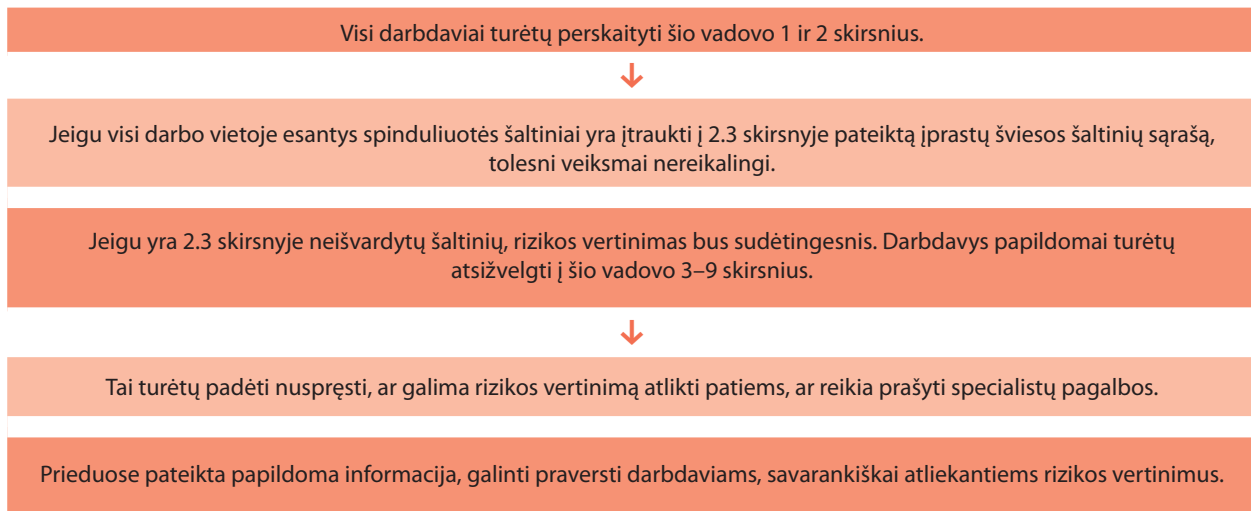 Visi darbdaviai turėtų perskaityti šio vadovo 1 ir 2 skirsnius.
Jeigu visi darbo vietoje esantys spinduliuotės šaltiniai yra įtraukti į 2.3 skirsnyje pateiktą įprastų šviesos šaltinių sąrašą,
tolesni veiksmai nereikalingi.
Jeigu yra 2.3 skirsnyje neišvardytų šaltinių, rizikos vertinimas bus sudėtingesnis. Darbdavys papildomai turėtų
atsižvelgti į šio vadovo 3–9 skirsnius.
Tai turėtų padėti nuspręsti, ar galima rizikos vertinimą atlikti patiems, ar reikia prašyti specialistų pagalbos.
Prieduose pateikta papildoma informacija, galinti praversti darbdaviams, savarankiškai atliekantiems rizikos vertinimus.